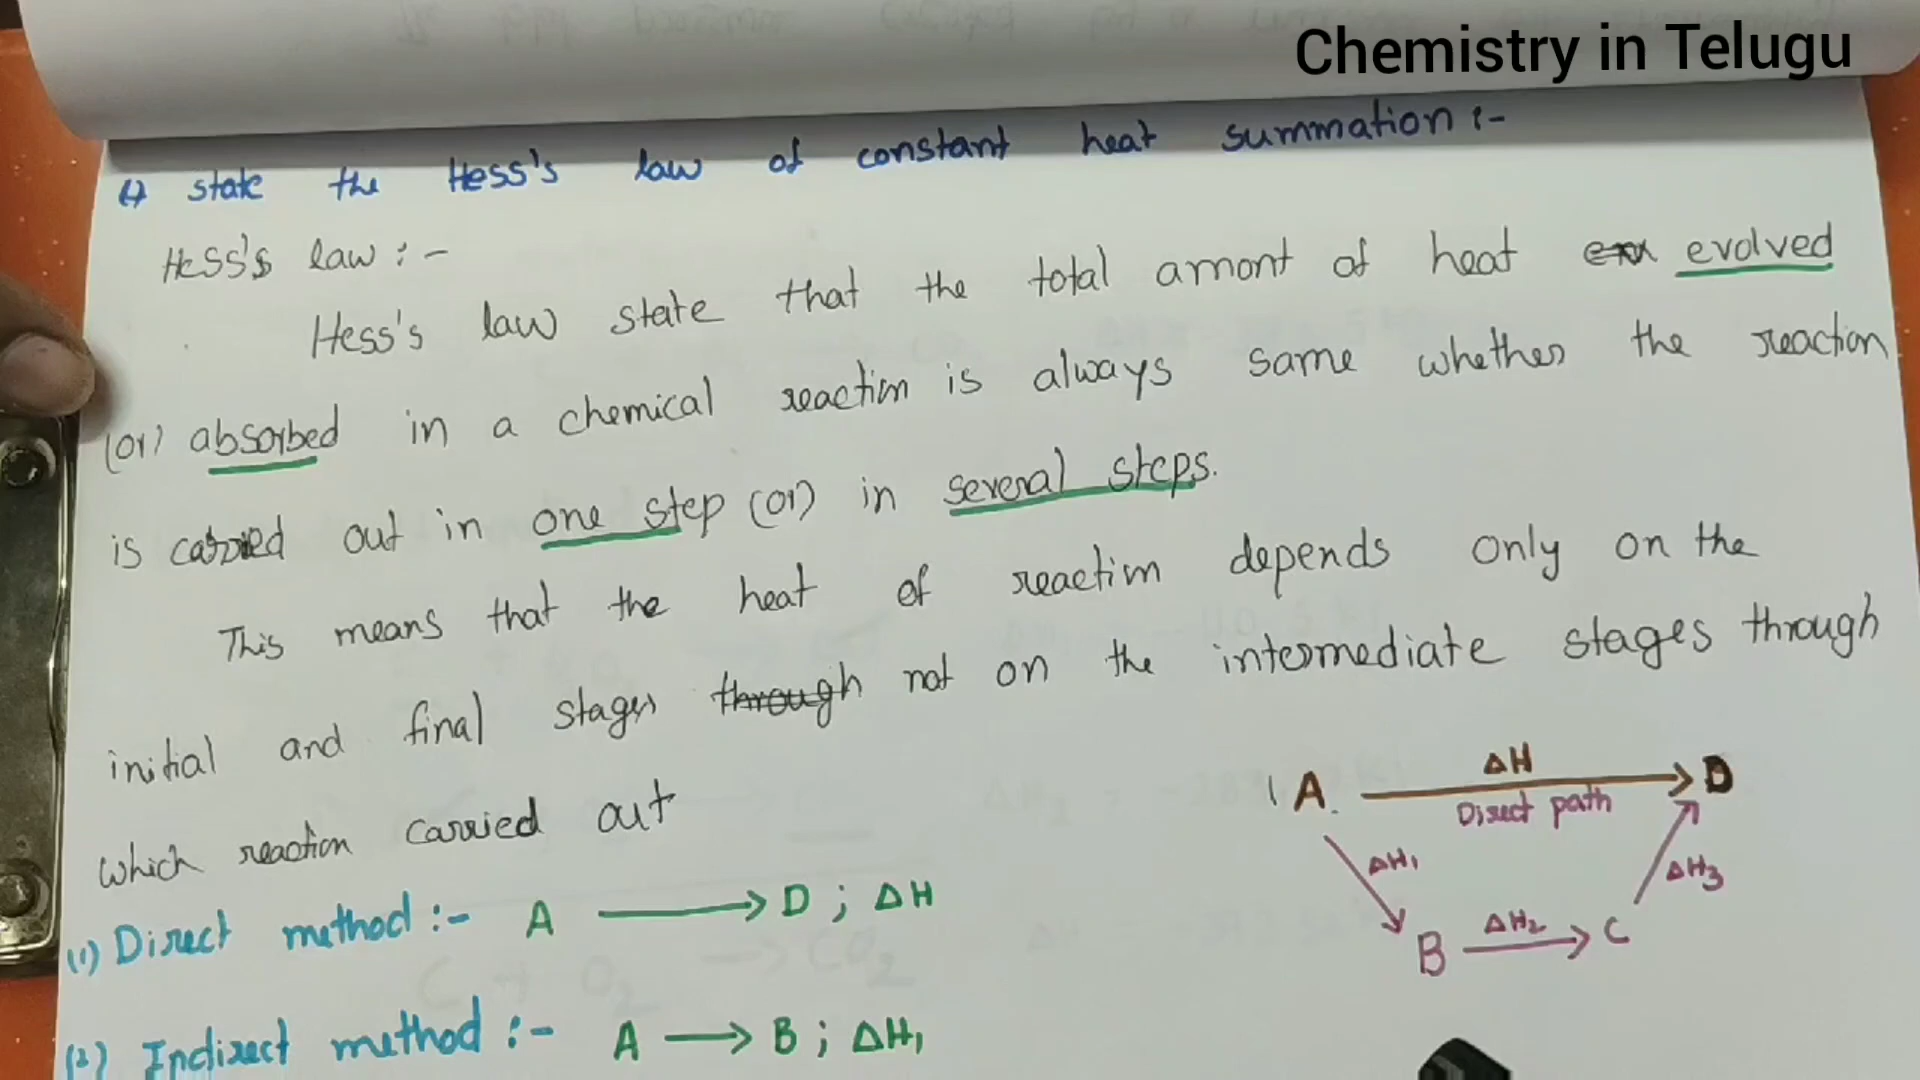 Chemistry in Telugu
state the Hess's law of constant heat summation :-
Hess's law :-
Hess's law state that the total amont of heat evolved
(or) absorbed in a chemical reaction is always same whether the reaction
is carried out in one step (or) in several steps.
This means that the heat of reaction depends only on the
initial and final stages through not on the intermediate stages through
which reaction carried out
A ΔH D
Direct path
ΔH1 ΔH3
B ΔH2 C
(1) Direct method :- A → D ; ΔH
(2) Indirect method :- A → B ; ΔH1